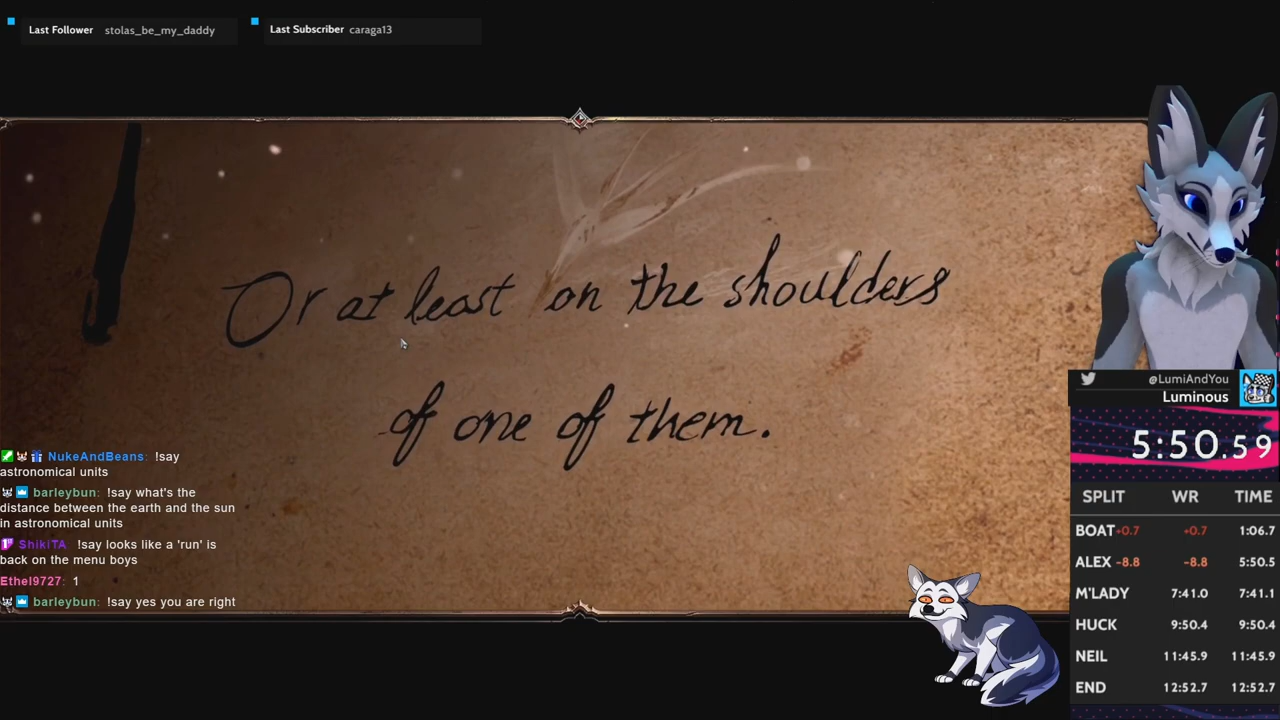 Last Follower stolas_be_my_daddy
Last Subscriber caraga13
Or at least on the shoulders
of one of them.
NukeAndBeans: !say
astronomical units
barleybun: !say what's the
distance between the earth and the sun
in astronomical units
ShikITA !say looks like a 'run' is
back on the menu boys
Ethel9727: 1
barleybun: !say yes you are right
@LumiAndYou
Luminous
5:50.59
SPLIT WR TIME
BOAT +0.7 +0.7 1:06.7
ALEX -8.8 -8.8 5:50.5
M'LADY 7:41.0 7:41.1
HUCK 9:50.4 9:50.4
NEIL 11:45.9 11:45.9
END 12:52.7 12:52.7